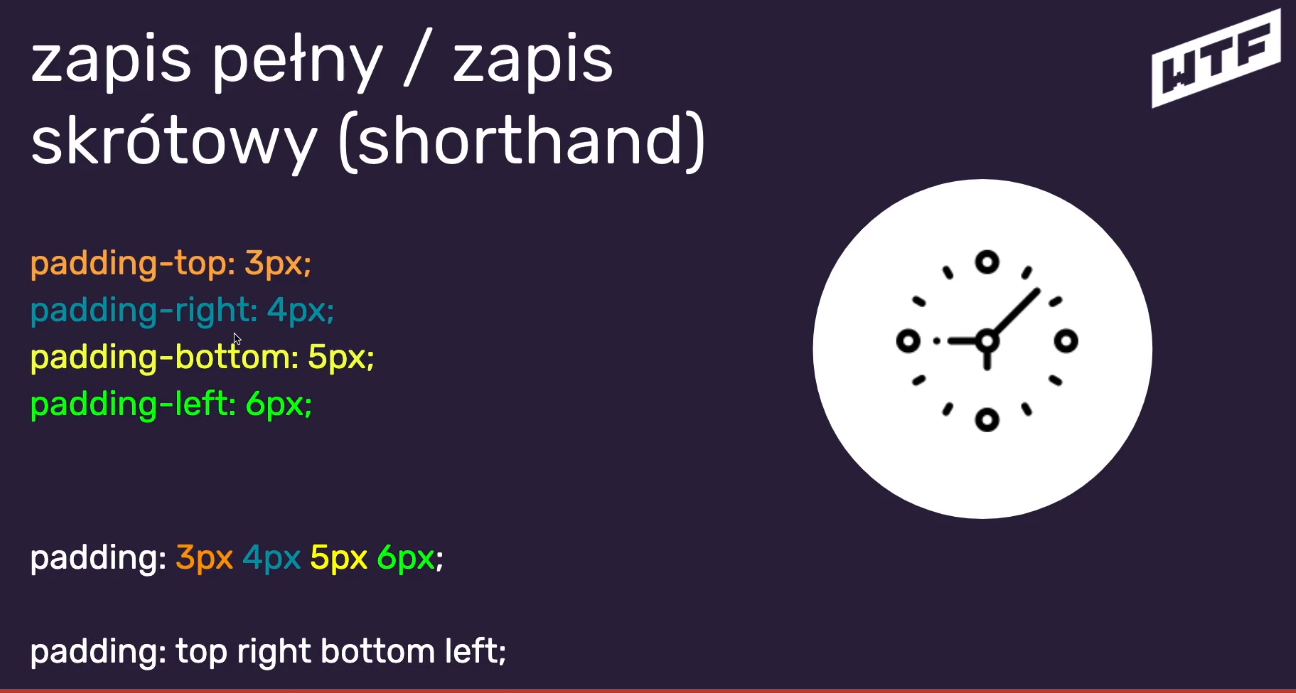 zapis pełny / zapis
skrótowy (shorthand)
WTF
padding-top: 3px;
padding-right: 4px;
padding-bottom: 5px;
padding-left: 6px;
padding: 3px 4px 5px 6px;
padding: top right bottom left;